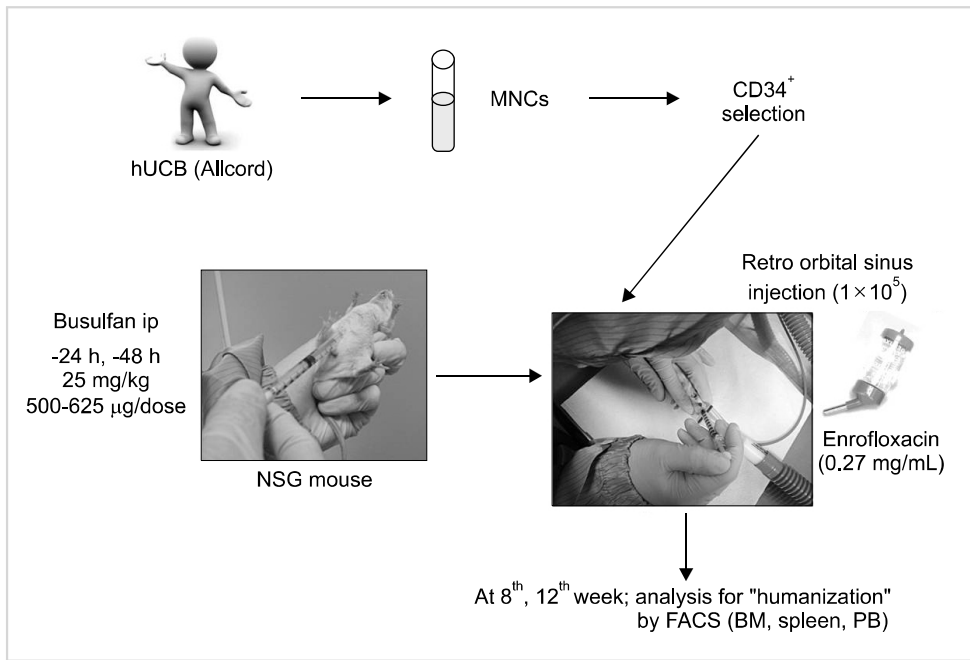 hUCB (Allcord)
MNCs
CD34⁺
selection
Busulfan ip
-24 h, -48 h
25 mg/kg
500-625 μg/dose
NSG mouse
Retro orbital sinus
injection (1×10⁵)
Enrofloxacin
(0.27 mg/mL)
At 8ᵗʰ, 12ᵗʰ week; analysis for "humanization"
by FACS (BM, spleen, PB)